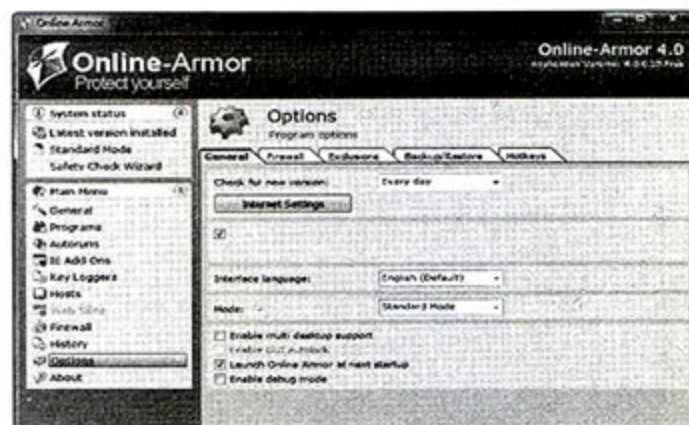 Online Armor
Online-Armor
Protect yourself
Online-Armor 4.0
System status
Latest version installed
Standard Mode
Safety Check Wizard
Main Menu
General
Programs
Autoruns
IE Add Ons
Key Loggers
Hosts
Web Sites
Firewall
History
Options
About
Options
Program options
General
Firewall
Exclusions
Backup/Restore
Hotkeys
Check for new version:
Every day
Internet Settings
Interface language:
English (Default)
Mode:
Standard Mode
Enable multi desktop support
Launch Online Armor at next startup
Enable debug mode